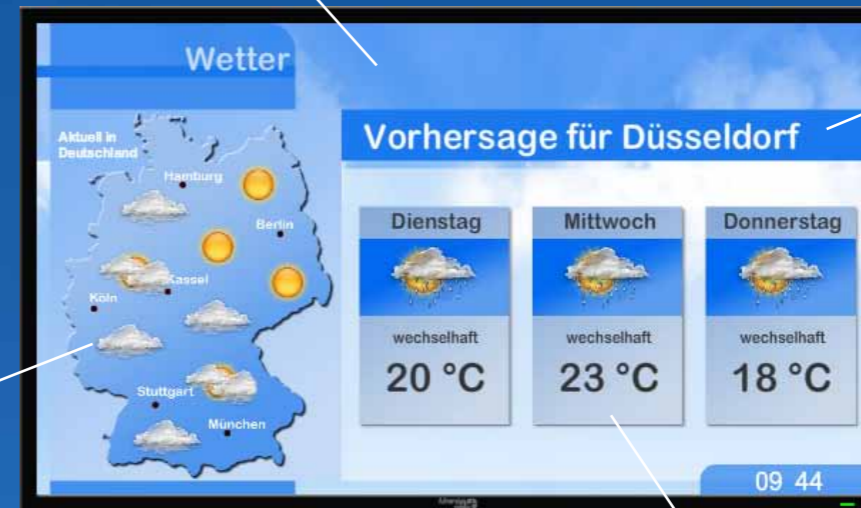 Wetter
Aktuell in
Deutschland
Hamburg
Berlin
Kassel
Köln
Stuttgart
München
Vorhersage für Düsseldorf
Dienstag
wechselhaft
20 °C
Mittwoch
wechselhaft
23 °C
Donnerstag
wechselhaft
18 °C
09 44